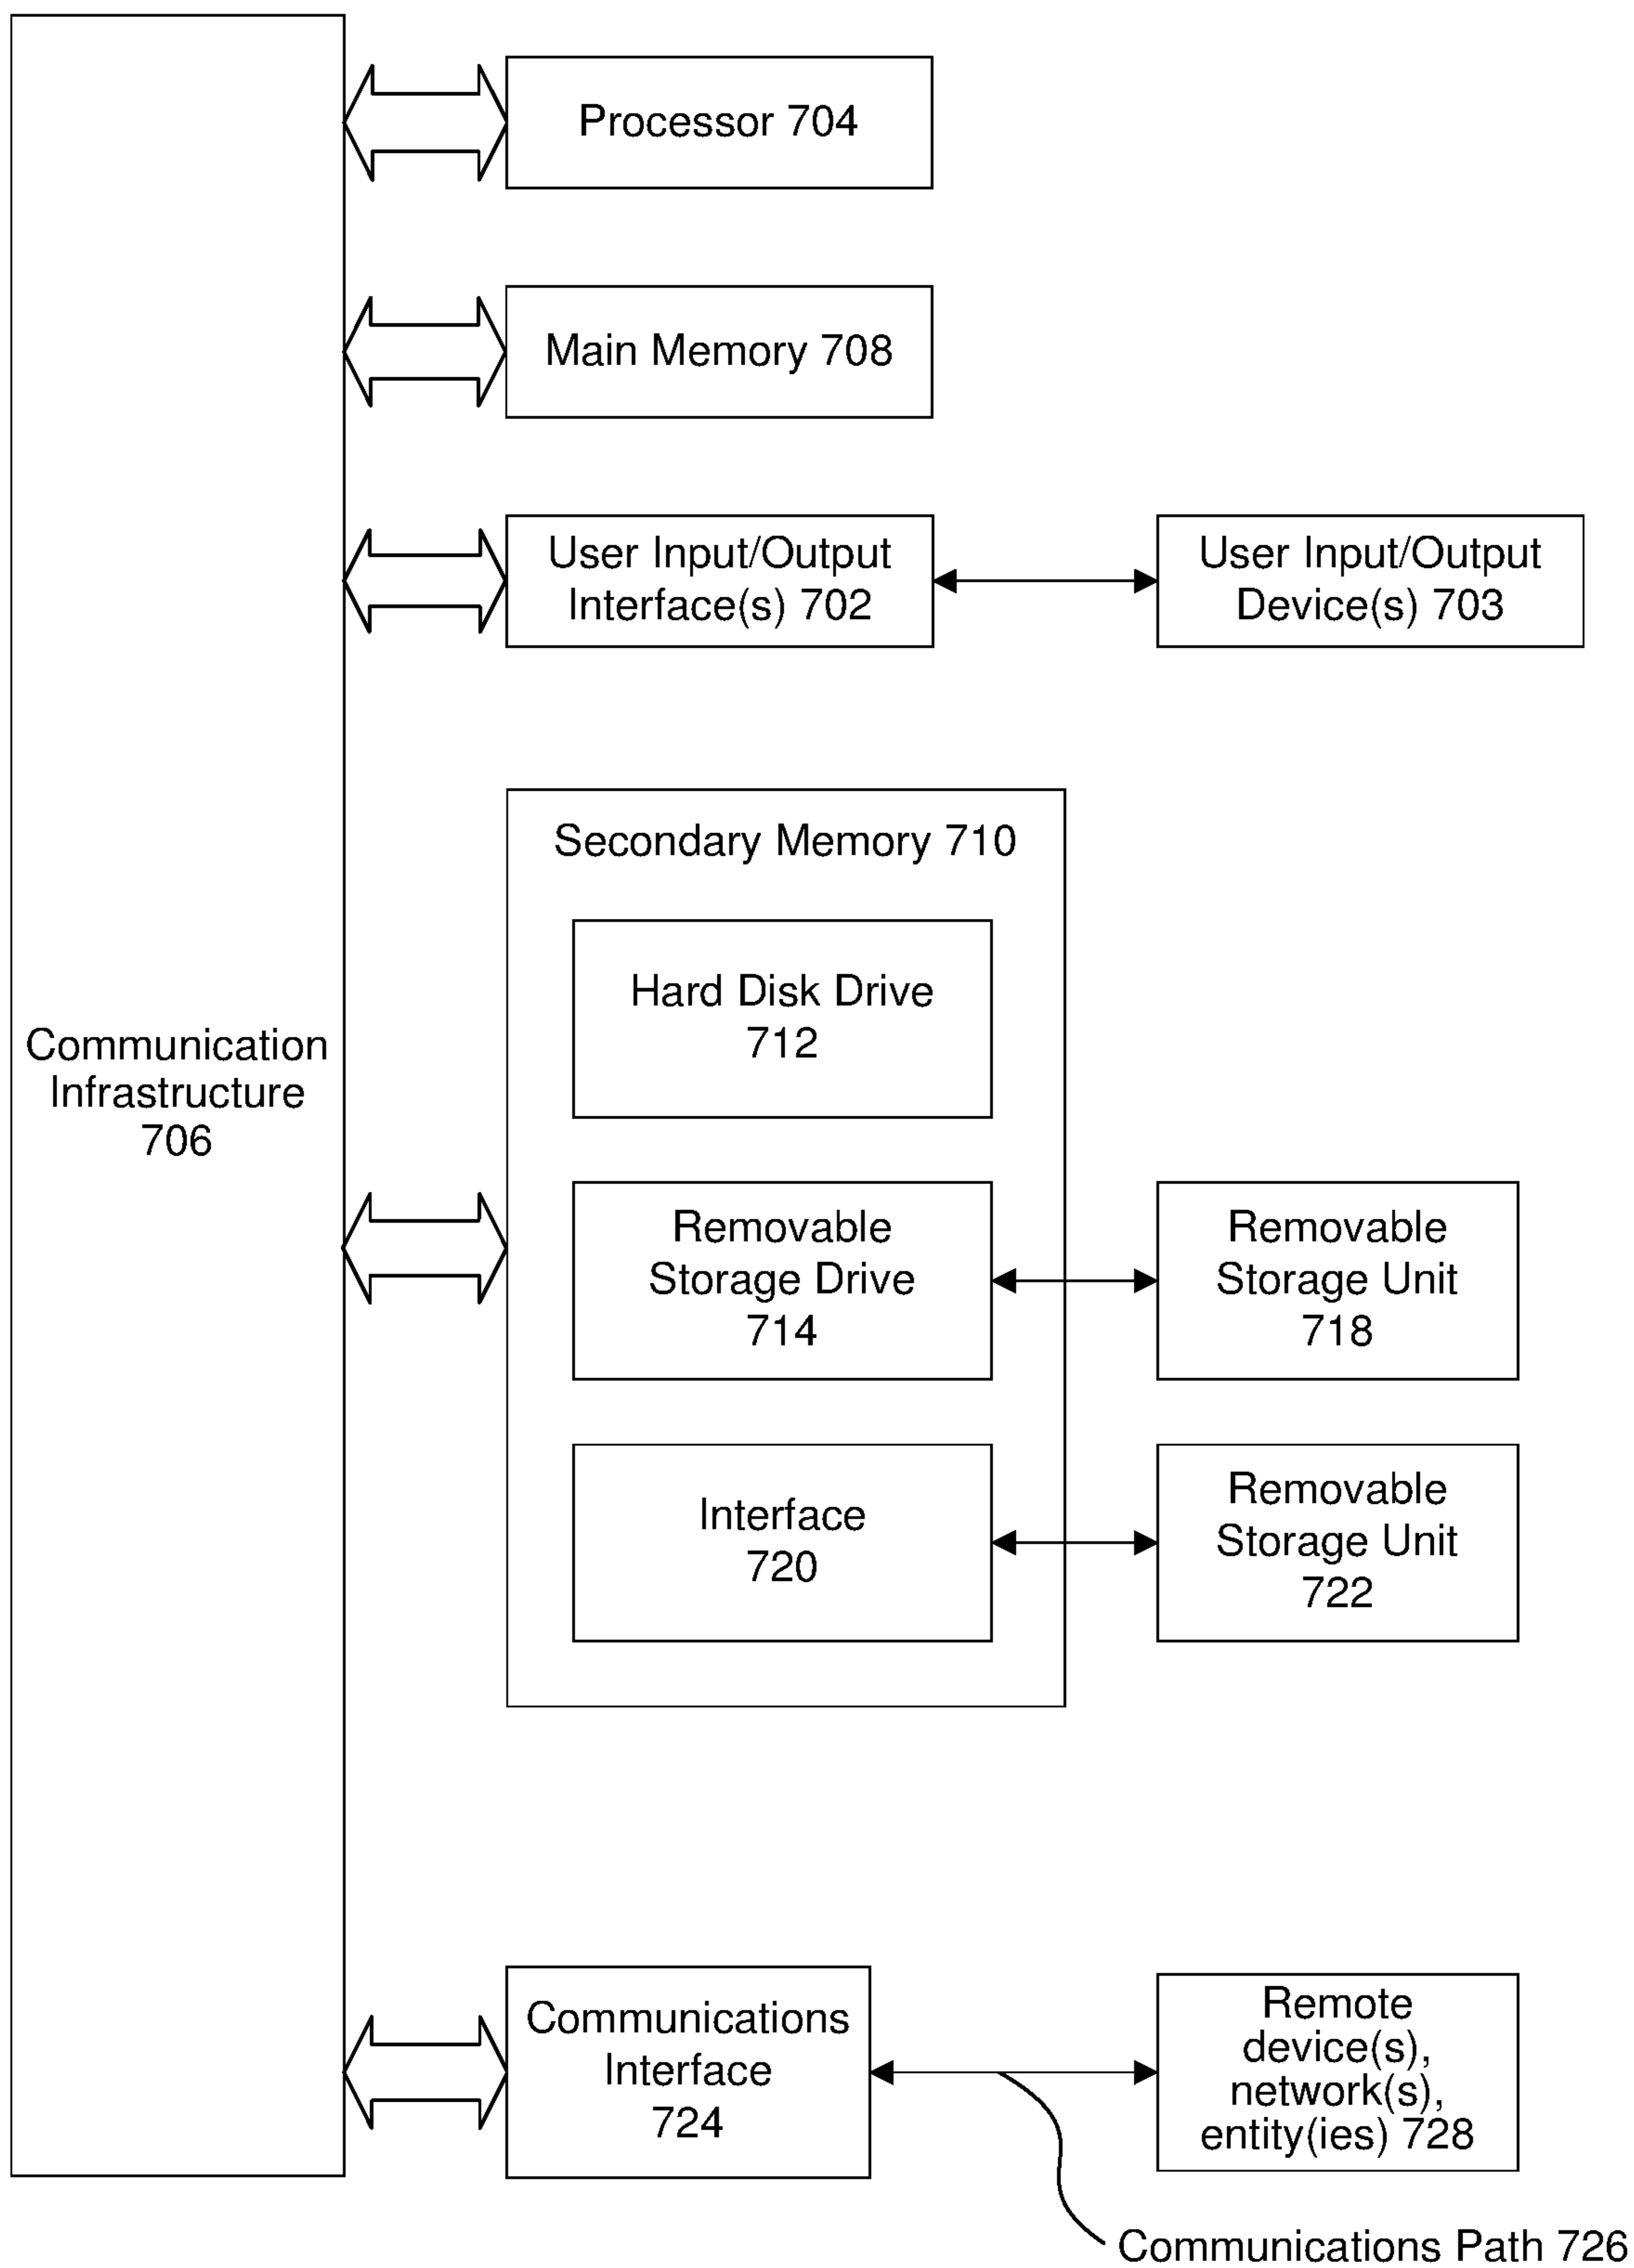 Processor 704
Main Memory 708
User Input/Output
Interface(s) 702
User Input/Output
Device(s) 703
Communication
Infrastructure
706
Secondary Memory 710
Hard Disk Drive
712
Removable
Storage Drive
714
Removable
Storage Unit
718
Interface
720
Removable
Storage Unit
722
Communications
Interface
724
Remote
device(s),
network(s),
entity(ies) 728
Communications Path 726